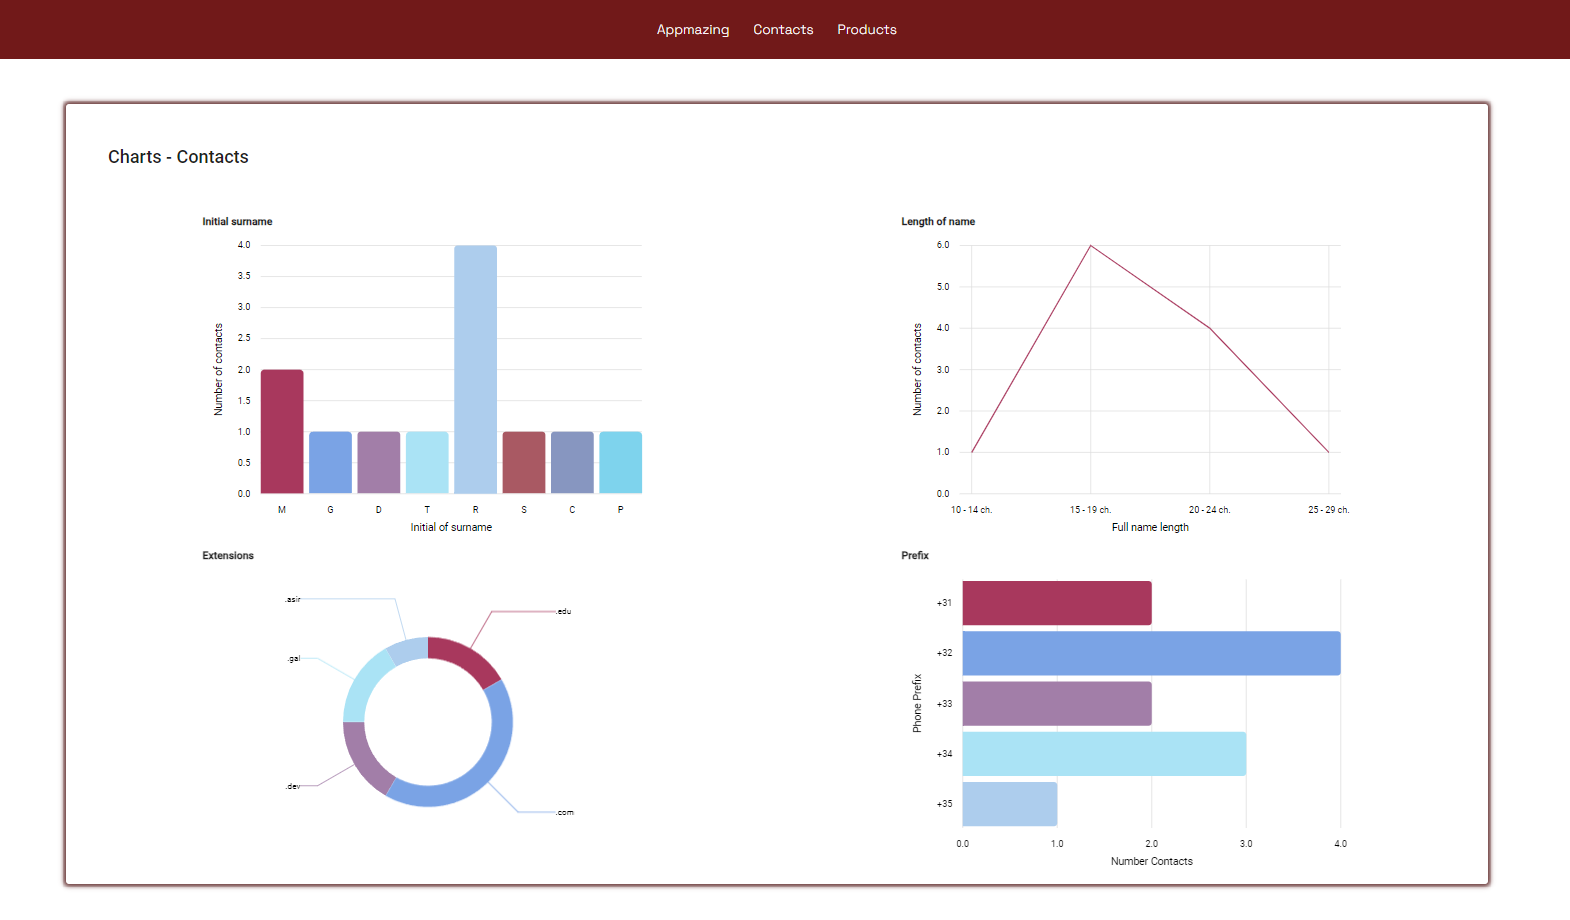 Appmazing Contacts Products
Charts - Contacts
Initial surname
4.0
3.5
3.0
2.5
2.0
1.5
1.0
0.5
0.0
Number of contacts
M G D T R S C P
Initial of surname
Length of name
6.0
5.0
4.0
3.0
2.0
1.0
0.0
Number of contacts
10 - 14 ch. 15 - 19 ch. 20 - 24 ch. 25 - 29 ch.
Full name length
Extensions
.asir
.edu
.gal
.dev
.com
Prefix
+31
+32
+33
+34
+35
Phone Prefix
0.0 1.0 2.0 3.0 4.0
Number Contacts